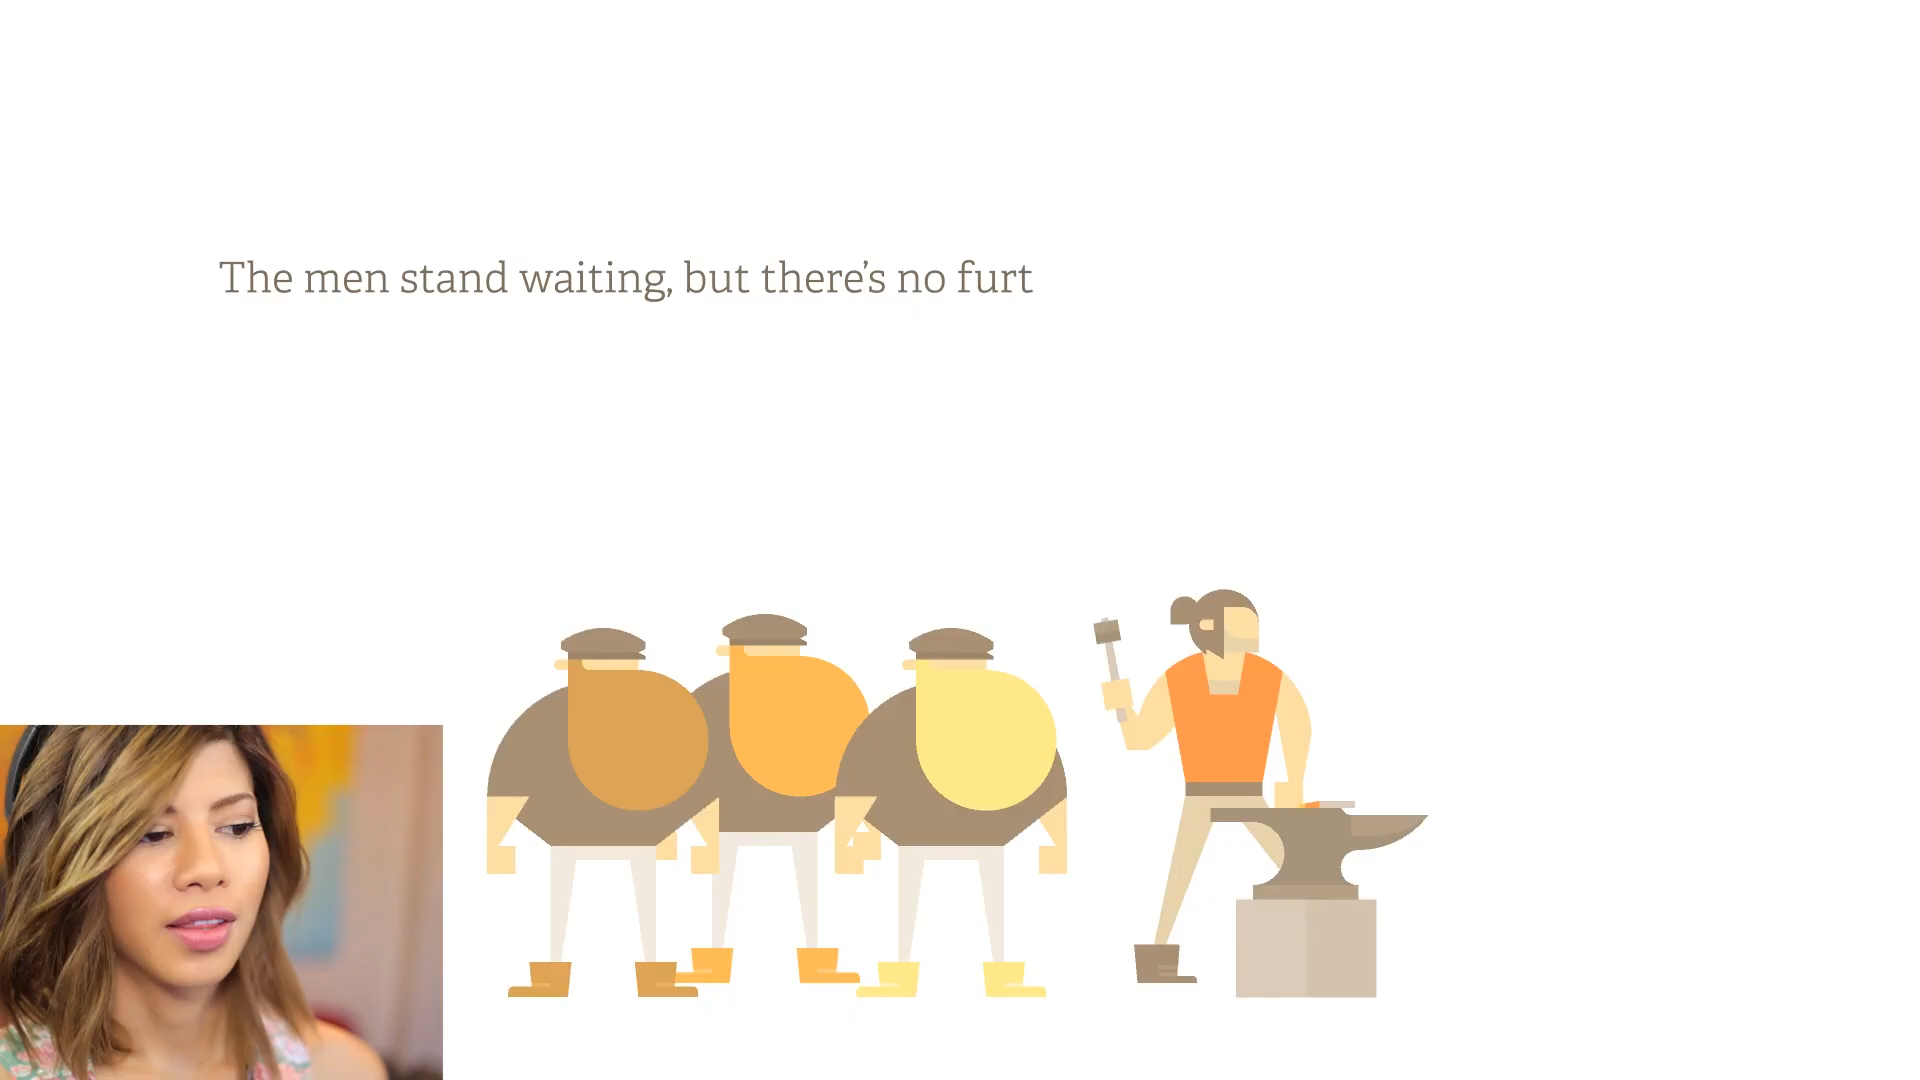 The men stand waiting, but there’s no furt